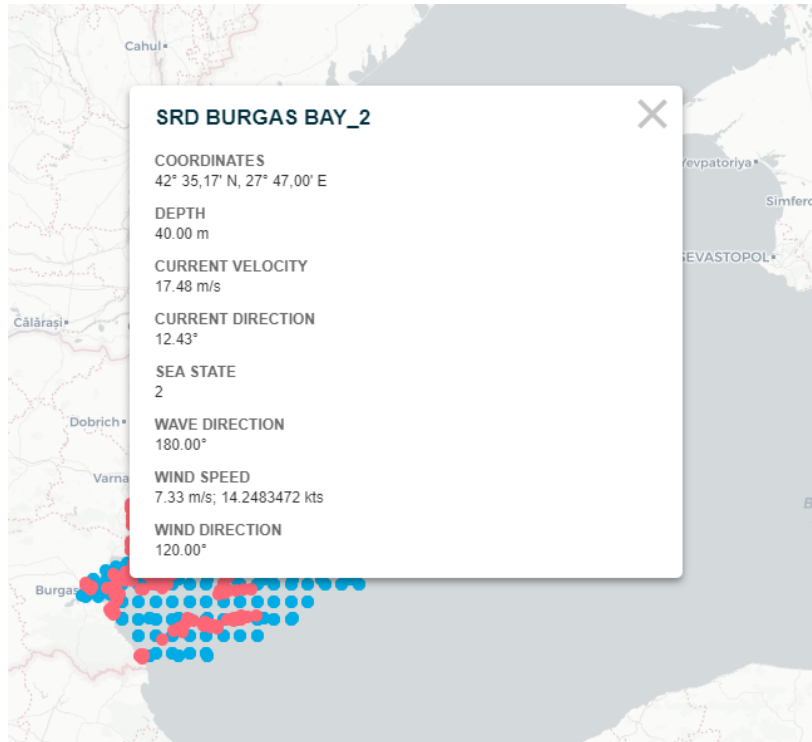 Cahul
SRD BURGAS BAY_2
COORDINATES
42° 35,17' N, 27° 47,00' E
DEPTH
40.00 m
CURRENT VELOCITY
17.48 m/s
CURRENT DIRECTION
12.43°
SEA STATE
2
WAVE DIRECTION
180.00°
WIND SPEED
7.33 m/s; 14.2483472 kts
WIND DIRECTION
120.00°
Yevpatoriya
Simferc
SEVASTOPOL
Călărași
Dobrich
Varna
B
Burgas